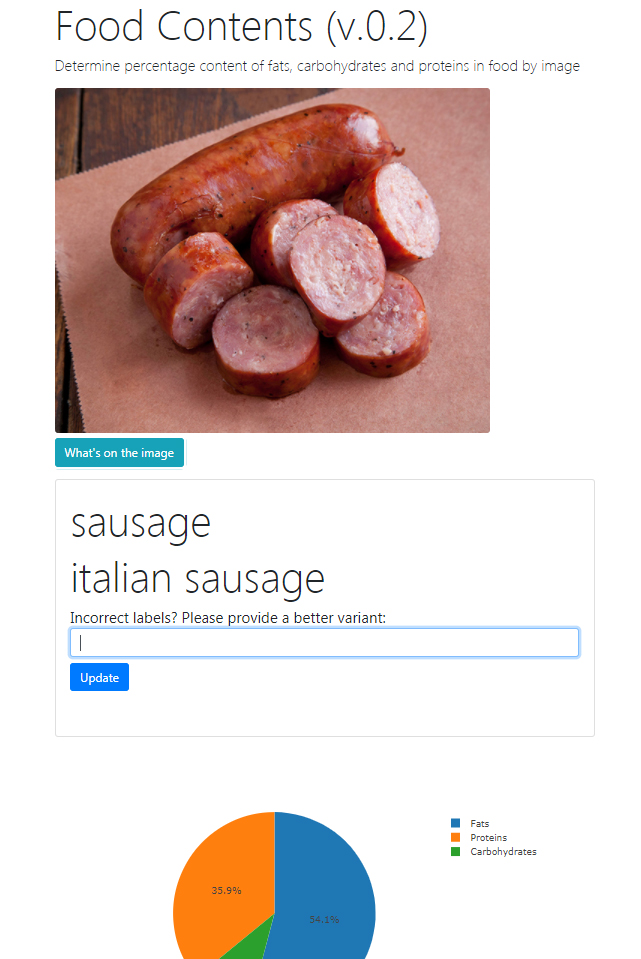 Food Contents (v.0.2)
Determine percentage content of fats, carbohydrates and proteins in food by image
What's on the image
sausage
italian sausage
Incorrect labels? Please provide a better variant:
Update
Fats
Proteins
Carbohydrates
35.9%
54.1%